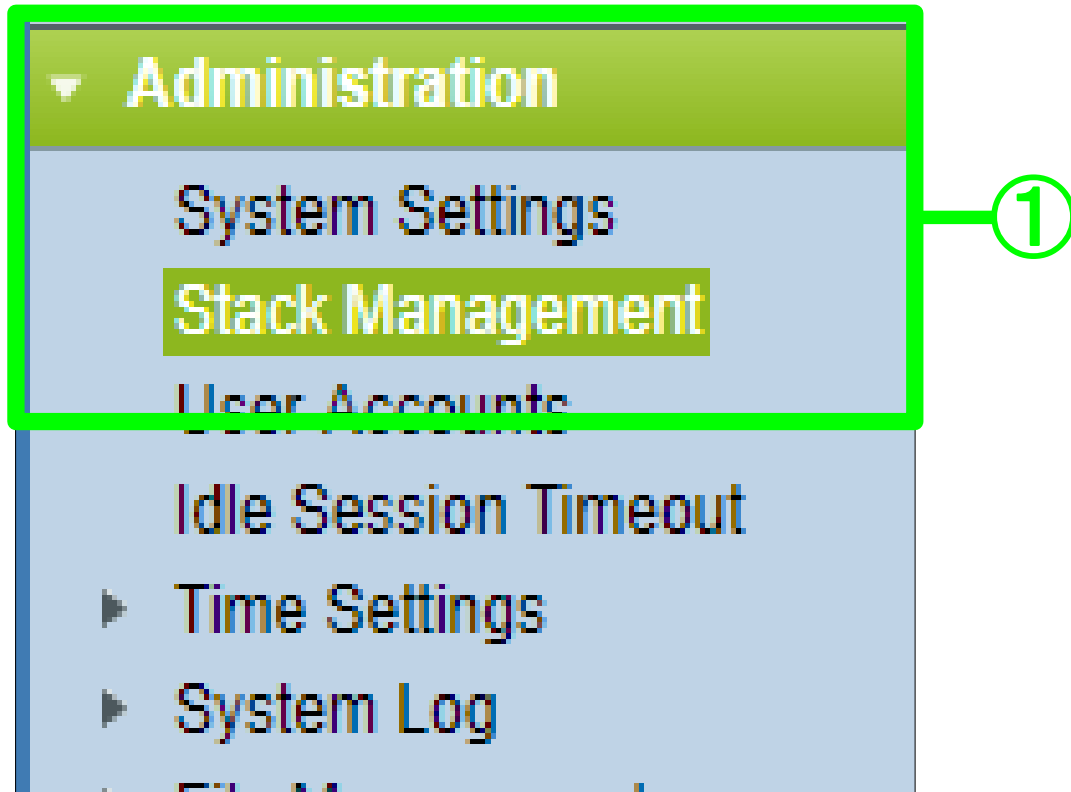 Administration
System Settings
①
Stack Management
User Accounts
Idle Session Timeout
Time Settings
System Log